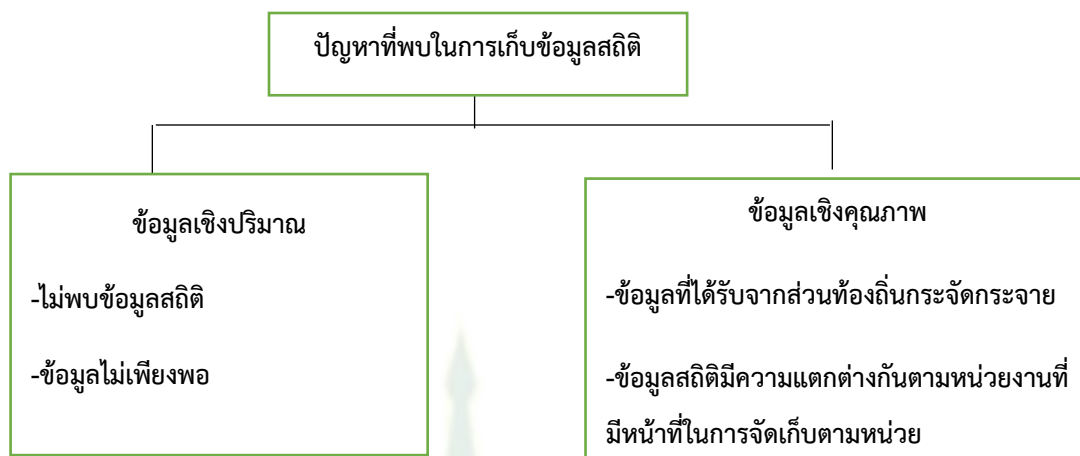 ปัญหาที่พบในการเก็บข้อมูลสถิติ
ข้อมูลเชิงปริมาณ
-ไม่พบข้อมูลสถิติ
-ข้อมูลไม่เพียงพอ
ข้อมูลเชิงคุณภาพ
-ข้อมูลที่ได้รับจากส่วนท้องถิ่นกระจัดกระจาย
-ข้อมูลสถิติมีความแตกต่างกันตามหน่วยงานที่
มีหน้าที่ในการจัดเก็บตามหน่วย